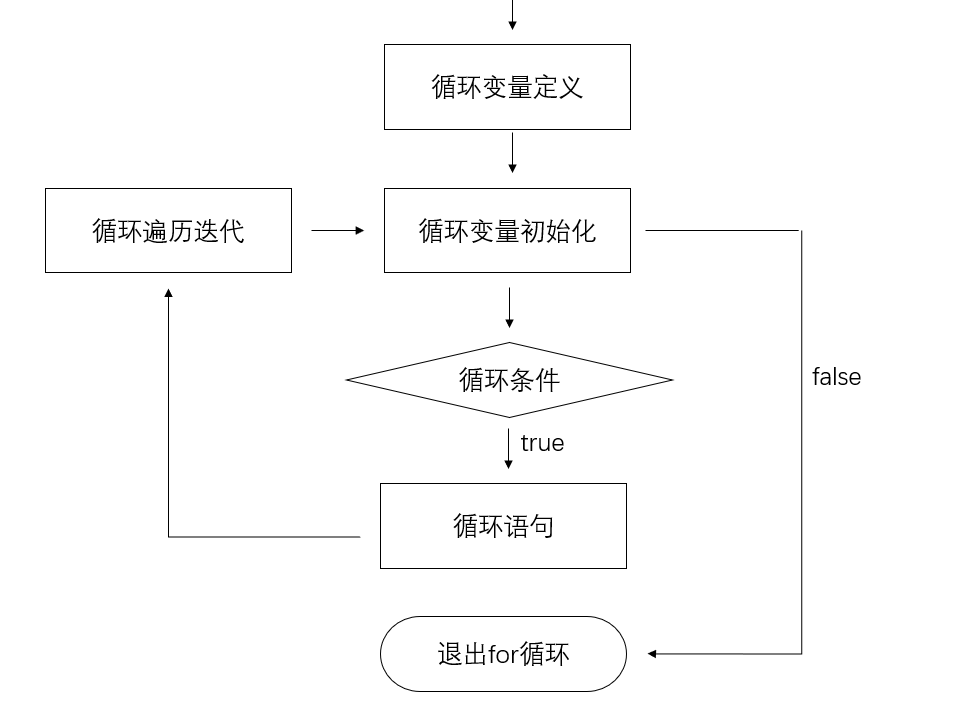 循环变量定义
循环遍历迭代
循环变量初始化
循环条件
false
true
循环语句
退出for循环